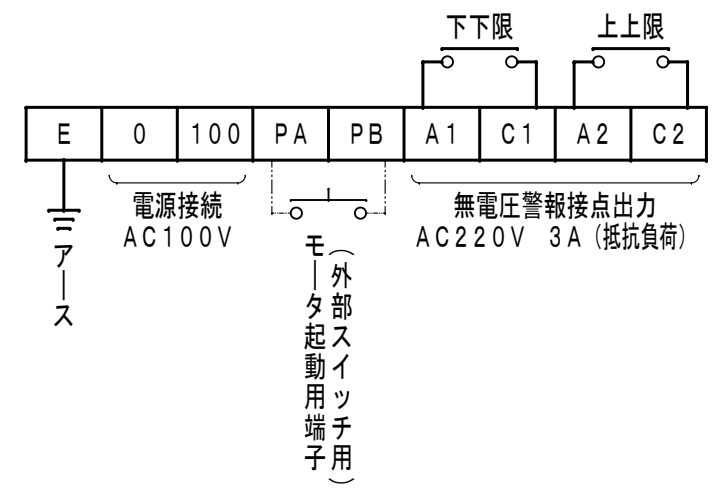 下下限
上上限
E
0
100
PA
PB
A1
C1
A2
C2
アース
電源接続
AC100V
モータ起動用端子
（外部スイッチ用）
無電圧警報接点出力
AC220V 3A（抵抗負荷）